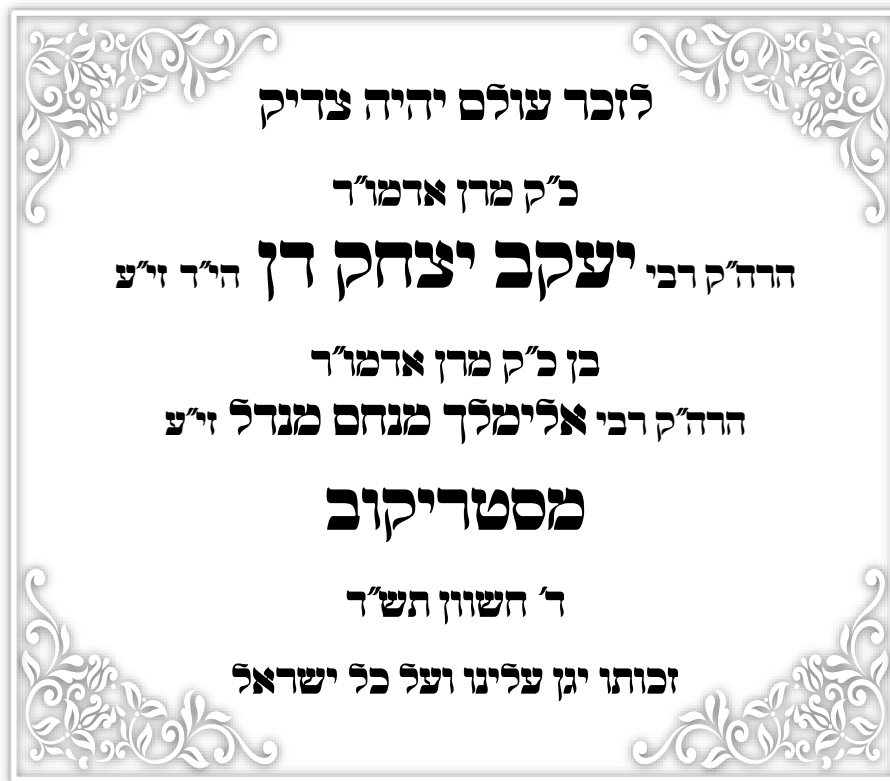 לזכר עולם יהיה צדיק
כ"ק מרן אדמו"ר
הרה"ק רבי יעקב יצחק דן הי"ד זי"ע
בן כ"ק מרן אדמו"ר
הרה"ק רבי אלימלך מנחם מנדל זי"ע
מסטריקוב
ד' חשוון תש"ד
זכותו יגן עלינו ועל כל ישראל